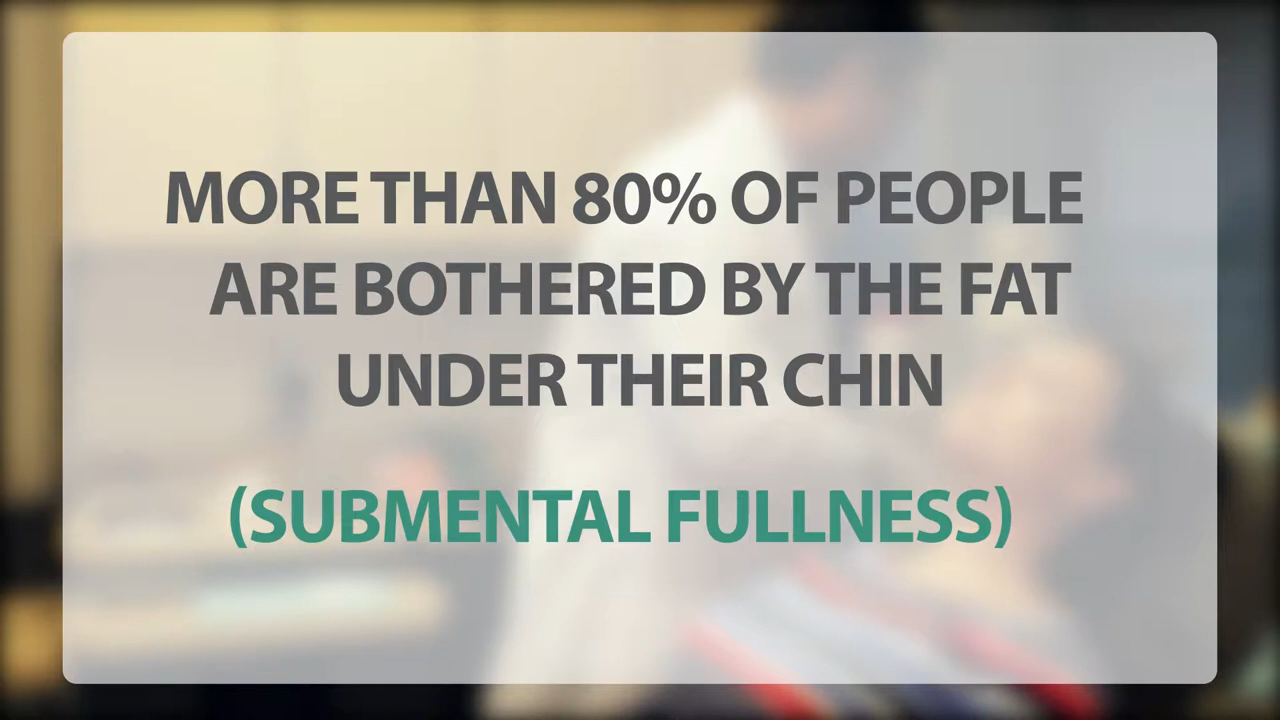 MORE THAN 80% OF PEOPLE
ARE BOTHERED BY THE FAT
UNDER THEIR CHIN
(SUBMENTAL FULLNESS)